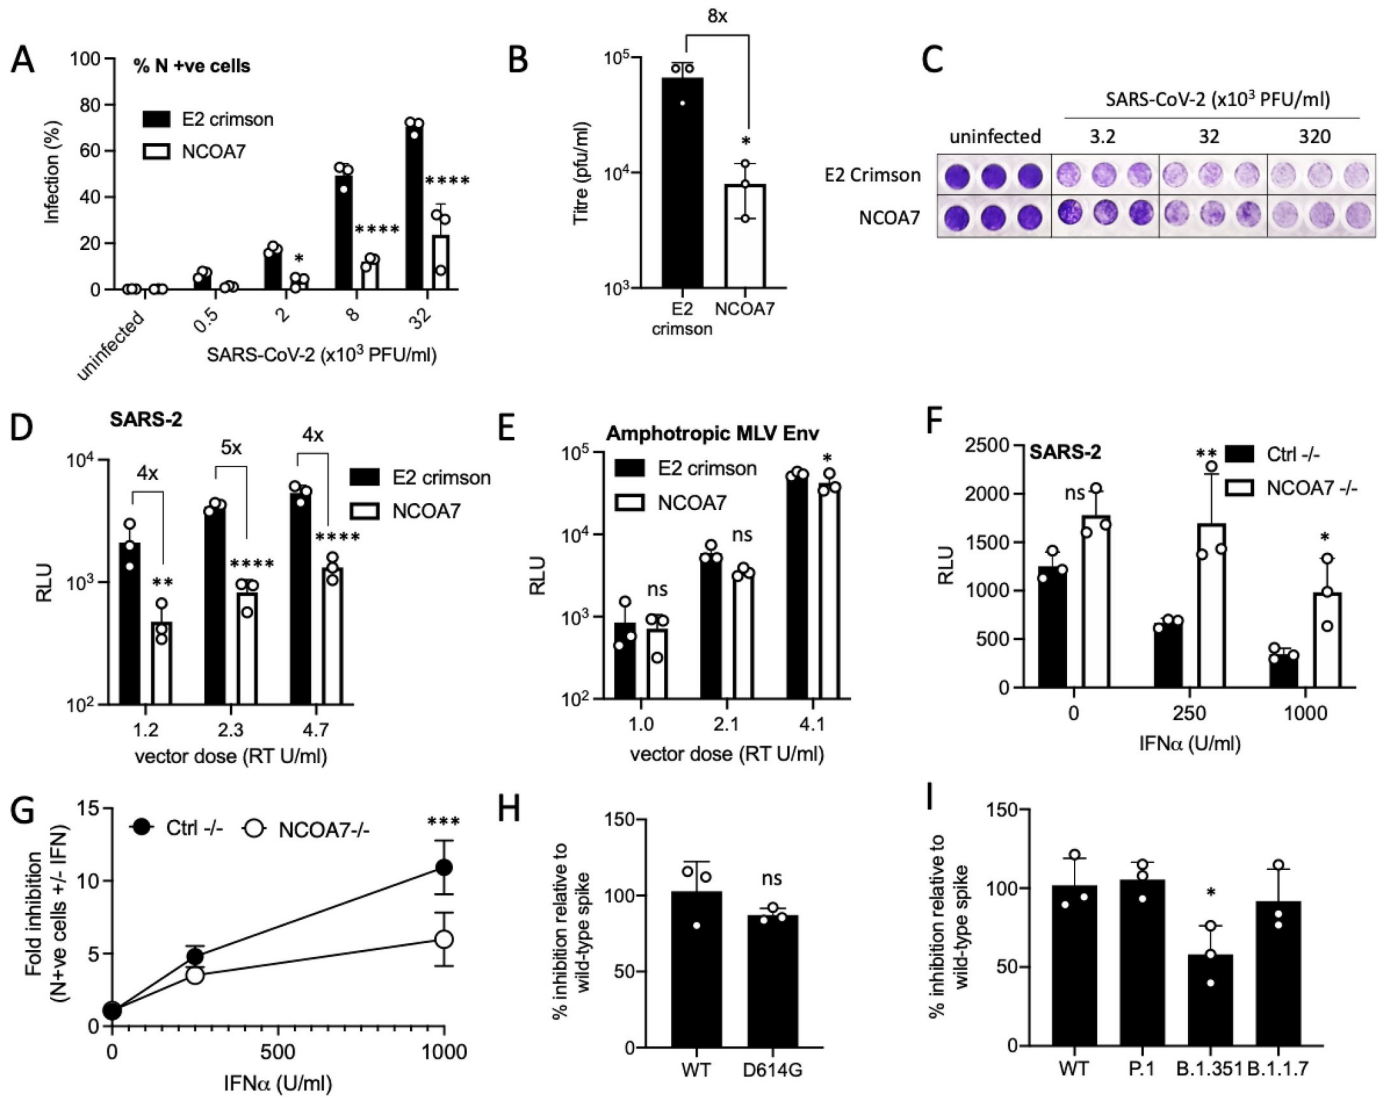 A
% N +ve cells
E2 crimson
NCOA7
Infection (%)
100
80
60
40
20
0
*
****
****
uninfected
0.5
2
8
32
SARS-CoV-2 (x10³ PFU/ml)
B
8x
Titre (pfu/ml)
10⁵
10⁴
10³
*
E2
crimson
NCOA7
C
SARS-CoV-2 (x10³ PFU/ml)
uninfected 3.2 32 320
E2 Crimson
NCOA7
D
SARS-2
4x
5x
4x
E2 crimson
NCOA7
RLU
10⁴
10³
10²
**
****
****
1.2 2.3 4.7
vector dose (RT U/ml)
E
Amphotropic MLV Env
E2 crimson
NCOA7
RLU
10⁵
10⁴
10³
10²
ns
ns
*
1.0 2.1 4.1
vector dose (RT U/ml)
F
SARS-2
Ctrl -/-
NCOA7 -/-
RLU
2500
2000
1500
1000
500
0
ns
**
*
0 250 1000
IFNα (U/ml)
G
Ctrl -/- NCOA7-/-
***
Fold inhibition
(N+ve cells +/- IFN)
15
10
5
0
0 500 1000
IFNα (U/ml)
H
% inhibition relative to
wild-type spike
150
100
50
0
ns
WT D614G
I
% inhibition relative to
wild-type spike
150
100
50
0
*
WT P.1 B.1.351 B.1.1.7